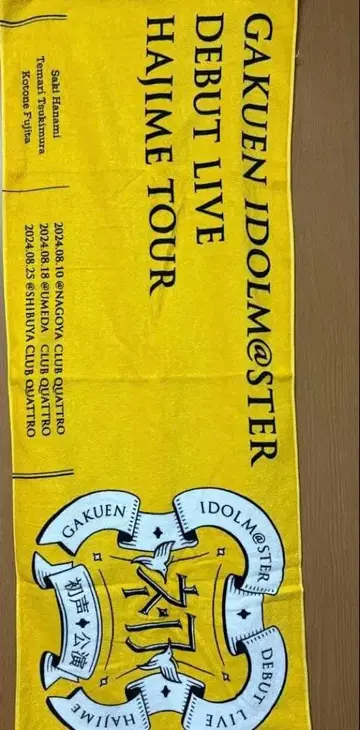 GAKUEN IDOLM@STER
DEBUT LIVE
HAJIME TOUR
Saki Hanami
Temari Tsukimura
Kotone Fujita
2024.08.10 @NAGOYA CLUB QUATTRO
2024.08.18 @UMEDA CLUB QUATTRO
2024.08.25 @SHIBUYA CLUB QUATTRO
GAKUEN
IDOLM@STER
DEBUT LIVE
HAJIME
初
初声 公演